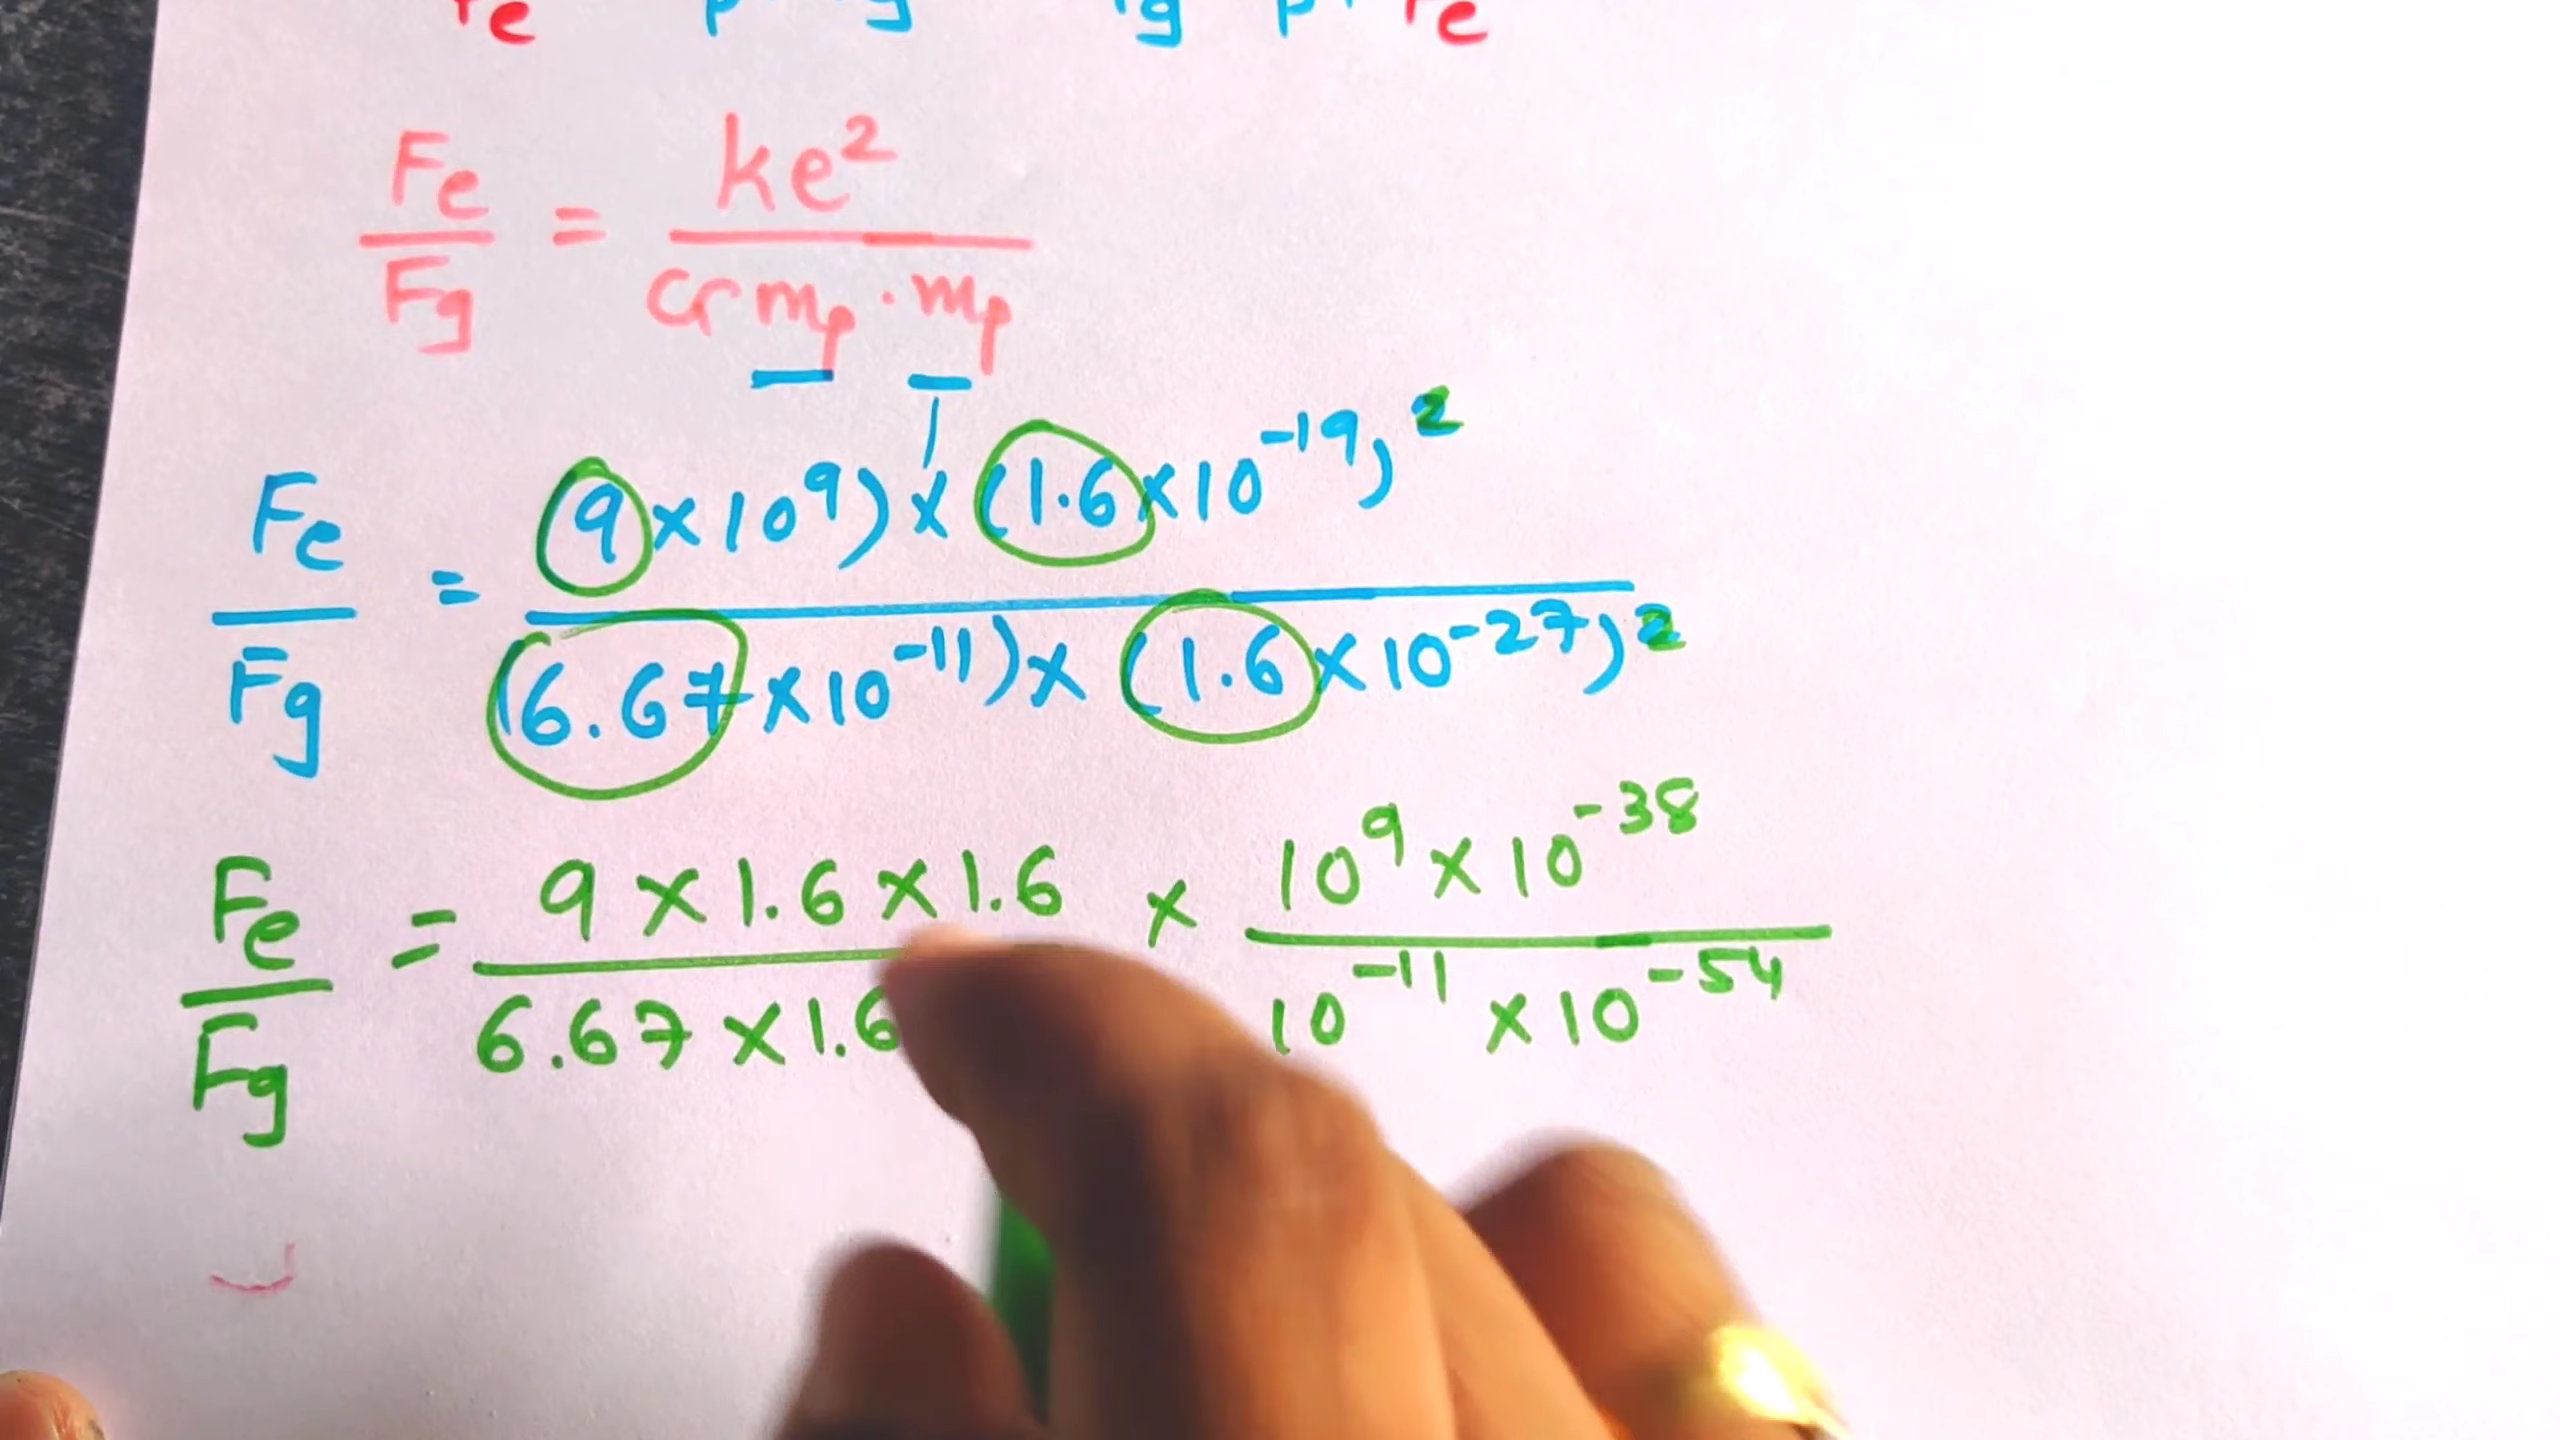 Fe/Fg = ke²/G mp · mp
Fe/Fg = (9×10⁹) × (1.6×10⁻¹⁹)²/(6.67×10⁻¹¹) × (1.6×10⁻²⁷)²
Fe/Fg = 9×1.6×1.6/6.67×1.6 × 10⁹×10⁻³⁸/10⁻¹¹×10⁻⁵⁴